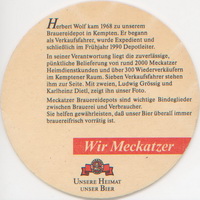 Herbert Wolf kam 1968 zu unserem
Brauereidepot in Kempten. Er begann
als Verkaufsfahrer, wurde Expedient und
schließlich im Frühjahr 1990 Depotleiter.
In seiner Verantwortung liegt die zuverlässige,
pünktliche Belieferung von rund 2000 Meckatzer
Heimdienstkunden und über 300 Wiederverkäufern
im Kemptener Raum. Sieben Verkaufsfahrer stehen
ihm zur Seite. Mit zweien, Ludwig Grössig und
Karlheinz Distl, zeigt ihn unser Foto.
Meckatzer Brauereidepots sind wichtige Bindeglieder
zwischen Brauerei und Verbraucher.
Sie helfen gewährleisten, daß unser Bier überall immer
brauereifrisch vorrätig ist.
Wir Meckatzer
UNSERE HEIMAT
UNSER BIER